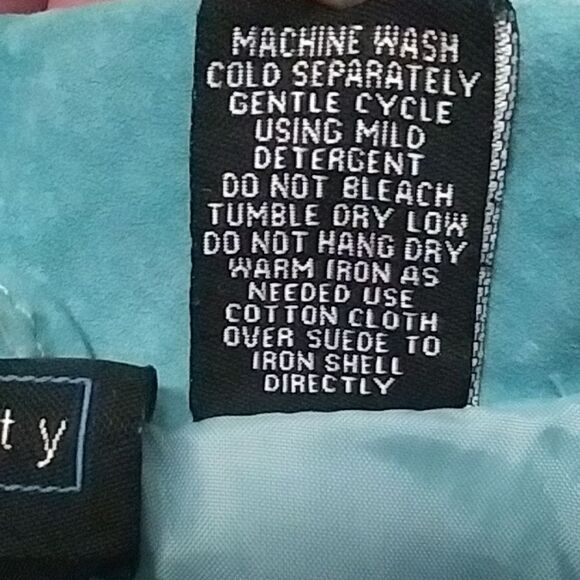 MACHINE WASH
COLD SEPARATELY
GENTLE CYCLE
USING MILD
DETERGENT
DO NOT BLEACH
TUMBLE DRY LOW
DO NOT HANG DRY
WARM IRON AS
NEEDED USE
COTTON CLOTH
OVER SUEDE TO
IRON SHELL
DIRECTLY
ty